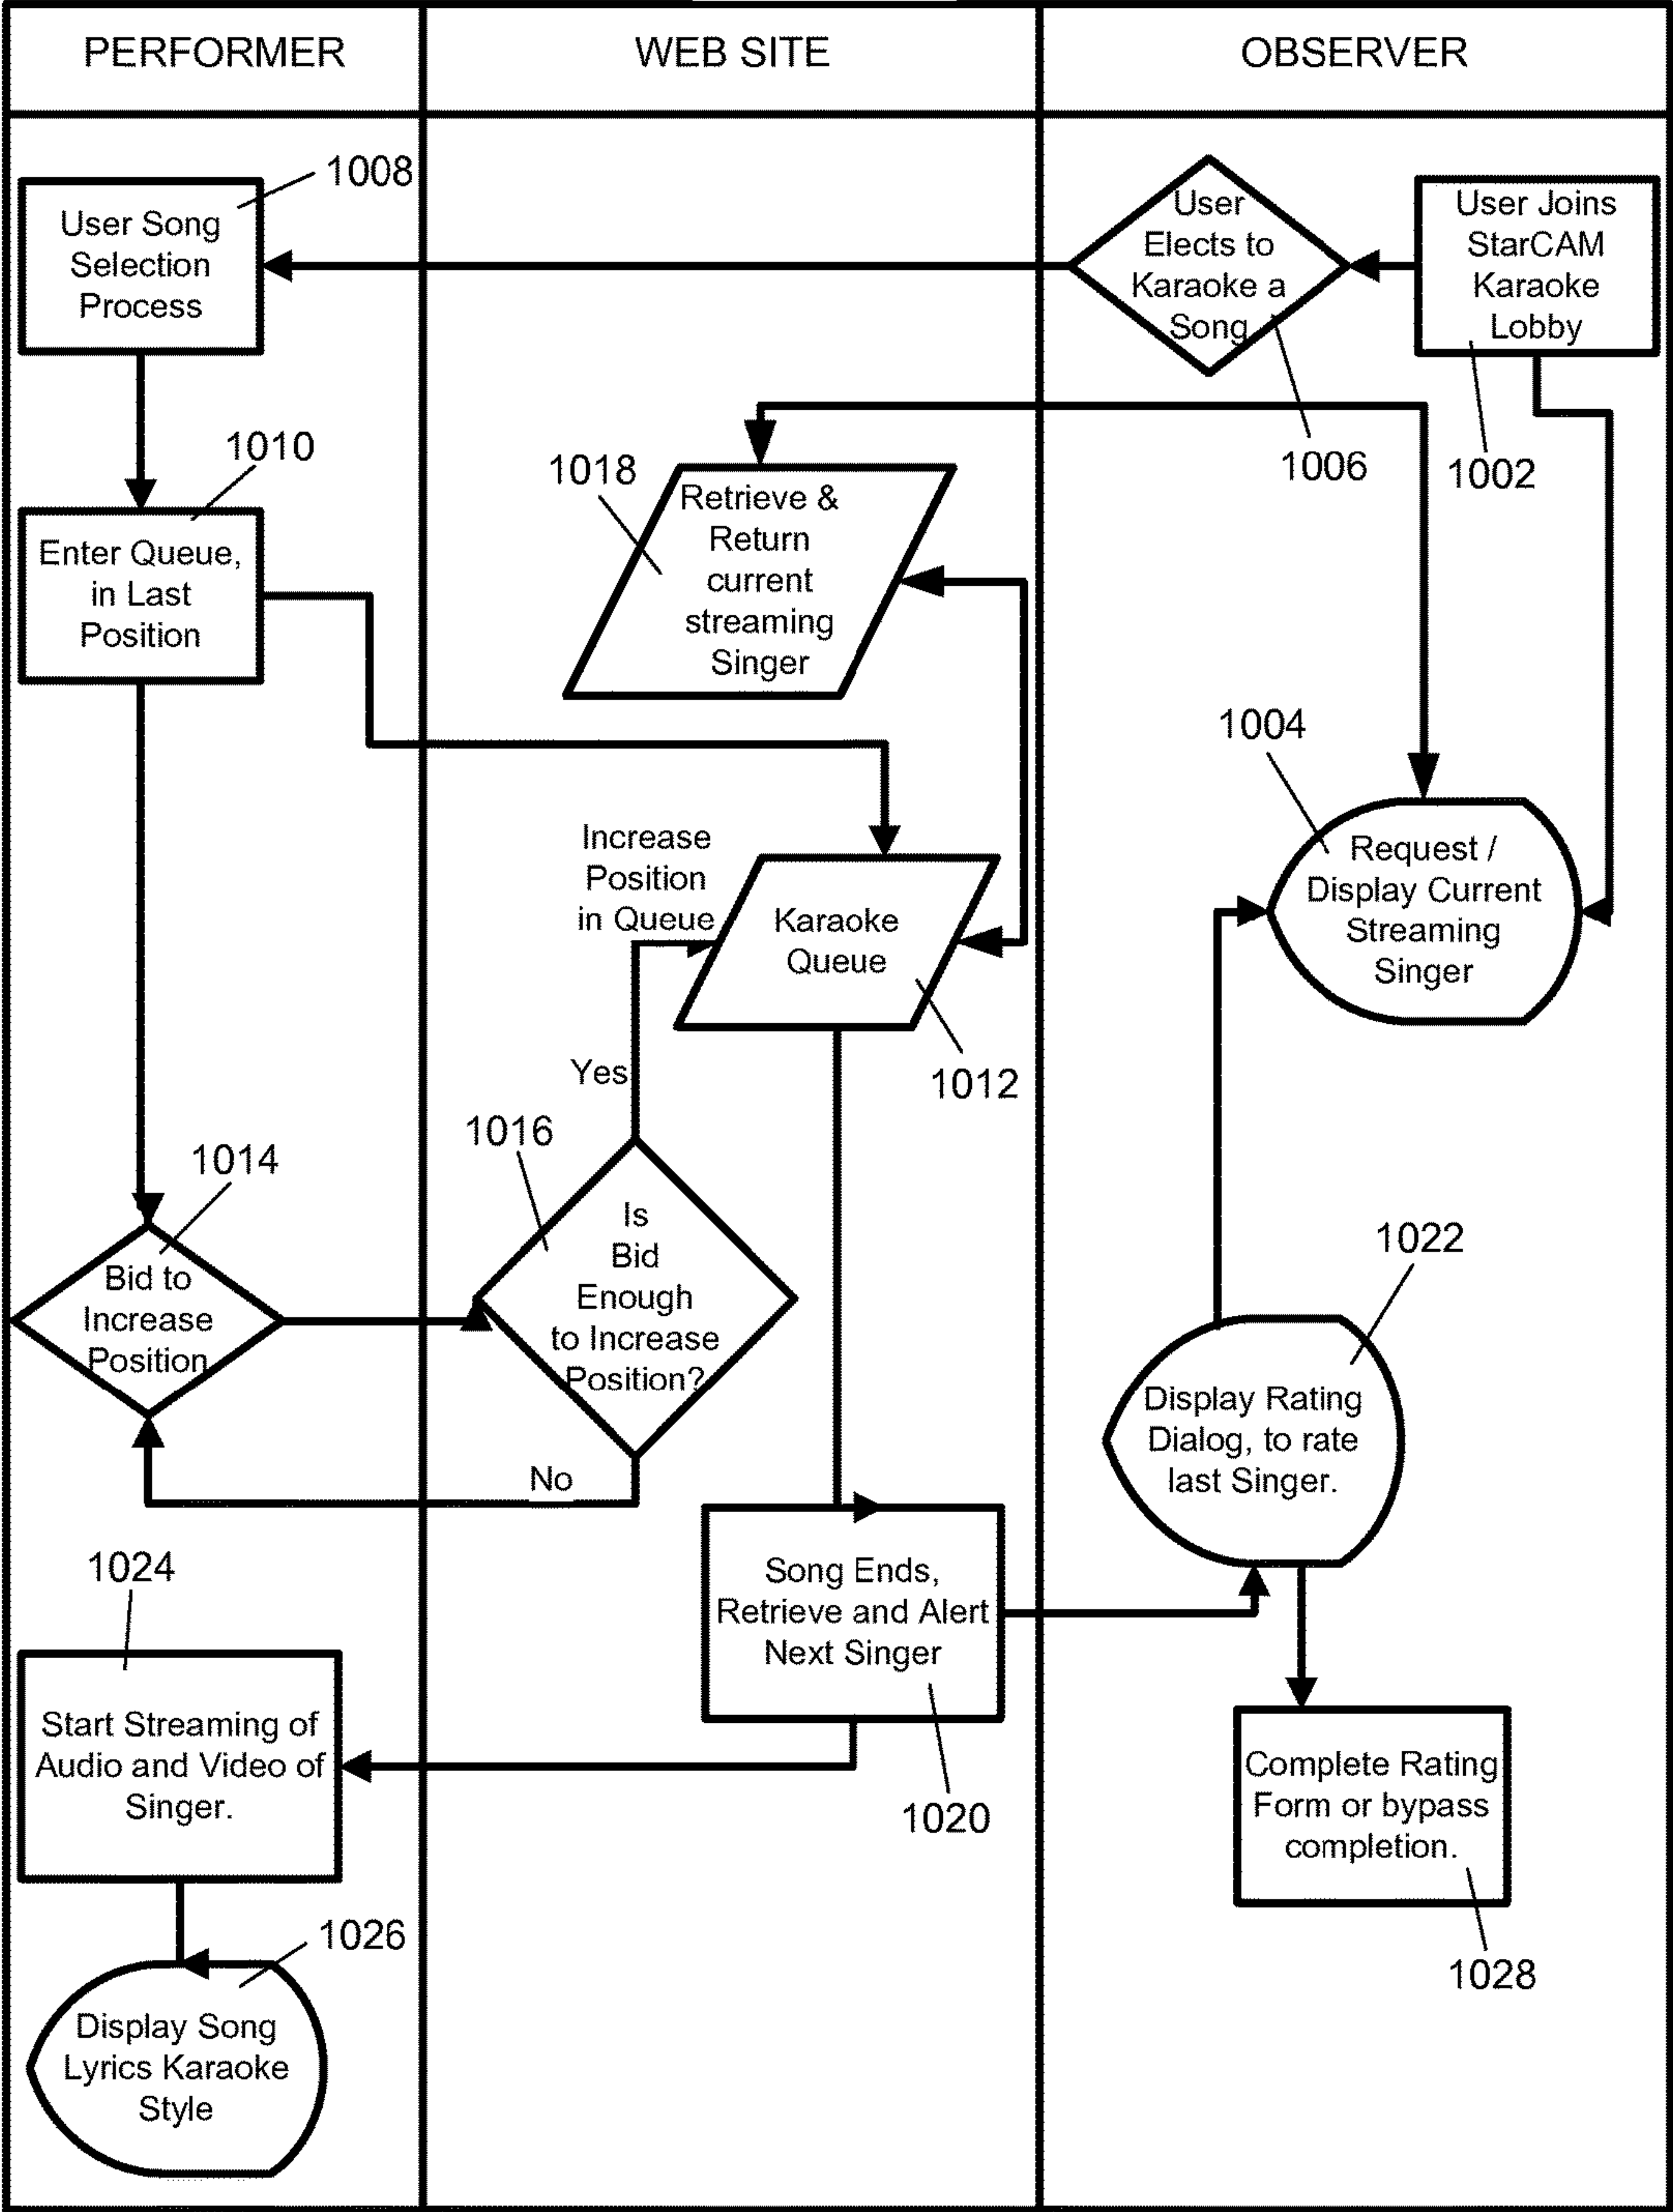 PERFORMER
WEB SITE
OBSERVER
1008
User Song
Selection
Process
User
Elects to
Karaoke a
Song
User Joins
StarCAM
Karaoke
Lobby
1006
1002
1010
Enter Queue,
in Last
Position
1018
Retrieve &
Return
current
streaming
Singer
1004
Request /
Display Current
Streaming
Singer
Increase
Position
in Queue
Karaoke
Queue
1012
Yes
1016
Is
Bid
Enough
to Increase
Position?
No
1014
Bid to
Increase
Position
1022
Display Rating
Dialog, to rate
last Singer.
Song Ends,
Retrieve and Alert
Next Singer
1020
1024
Start Streaming of
Audio and Video of
Singer.
Complete Rating
Form or bypass
completion.
1028
1026
Display Song
Lyrics Karaoke
Style